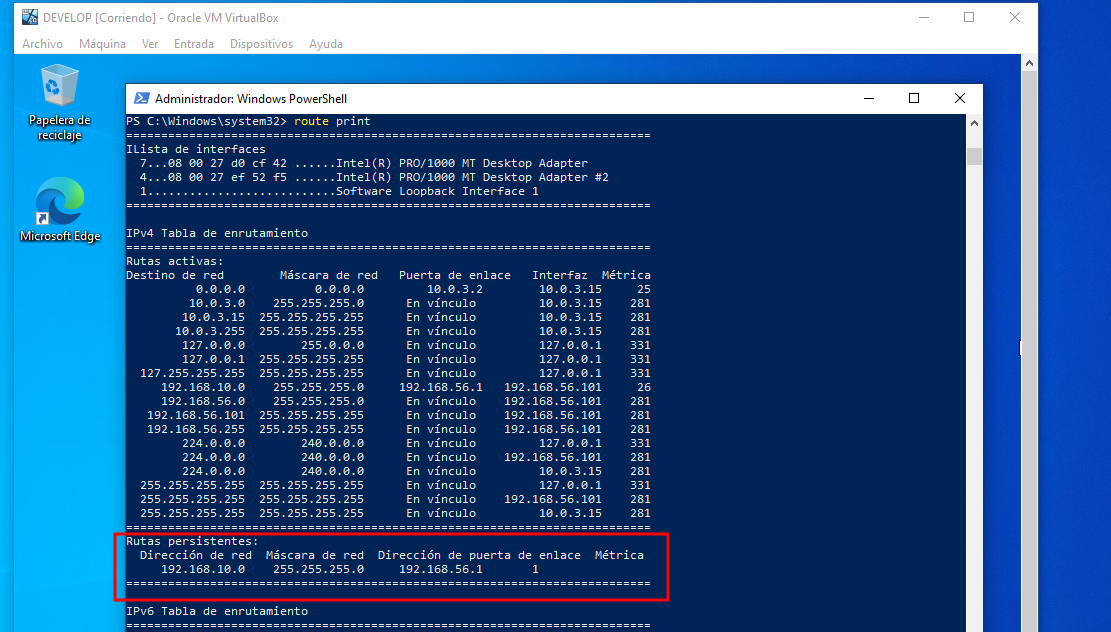 DEVELOP [Corriendo] - Oracle VM VirtualBox
Archivo Máquina Ver Entrada Dispositivos Ayuda
Papelera de
reciclaje
Microsoft Edge
Administrador: Windows PowerShell
PS C:\Windows\system32> route print
===========================================================================
ILista de interfaces
7...08 00 27 d0 cf 42 ......Intel(R) PRO/1000 MT Desktop Adapter
4...08 00 27 ef 52 f5 ......Intel(R) PRO/1000 MT Desktop Adapter #2
1...........................Software Loopback Interface 1
===========================================================================
IPv4 Tabla de enrutamiento
===========================================================================
Rutas activas:
Destino de red Máscara de red Puerta de enlace Interfaz Métrica
0.0.0.0 0.0.0.0 10.0.3.2 10.0.3.15 25
10.0.3.0 255.255.255.0 En vínculo 10.0.3.15 281
10.0.3.15 255.255.255.255 En vínculo 10.0.3.15 281
10.0.3.255 255.255.255.255 En vínculo 10.0.3.15 281
127.0.0.0 255.0.0.0 En vínculo 127.0.0.1 331
127.0.0.1 255.255.255.255 En vínculo 127.0.0.1 331
127.255.255.255 255.255.255.255 En vínculo 127.0.0.1 331
192.168.10.0 255.255.255.0 192.168.56.1 192.168.56.101 26
192.168.56.0 255.255.255.0 En vínculo 192.168.56.101 281
192.168.56.101 255.255.255.255 En vínculo 192.168.56.101 281
192.168.56.255 255.255.255.255 En vínculo 192.168.56.101 281
224.0.0.0 240.0.0.0 En vínculo 127.0.0.1 331
224.0.0.0 240.0.0.0 En vínculo 192.168.56.101 281
224.0.0.0 240.0.0.0 En vínculo 10.0.3.15 281
255.255.255.255 255.255.255.255 En vínculo 127.0.0.1 331
255.255.255.255 255.255.255.255 En vínculo 192.168.56.101 281
255.255.255.255 255.255.255.255 En vínculo 10.0.3.15 281
===========================================================================
Rutas persistentes:
Dirección de red Máscara de red Dirección de puerta de enlace Métrica
192.168.10.0 255.255.255.0 192.168.56.1 1
===========================================================================
IPv6 Tabla de enrutamiento
===========================================================================